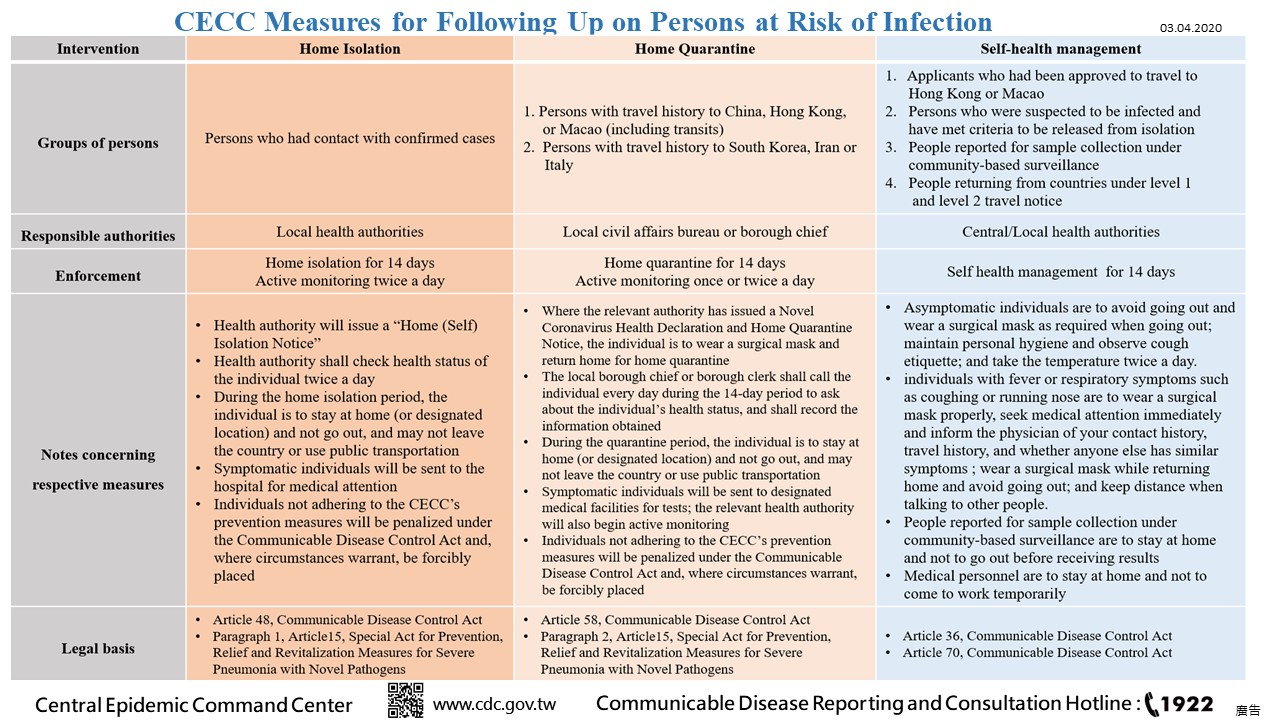 CECC Measures for Following Up on Persons at Risk of Infection
03.04.2020
Intervention
Home Isolation
Home Quarantine
Self-health management
Groups of persons
Persons who had contact with confirmed cases
1. Persons with travel history to China, Hong Kong,
or Macao (including transits)
2. Persons with travel history to South Korea, Iran or
Italy
1. Applicants who had been approved to travel to
Hong Kong or Macao
2. Persons who were suspected to be infected and
have met criteria to be released from isolation
3. People reported for sample collection under
community-based surveillance
4. People returning from countries under level 1
and level 2 travel notice
Responsible authorities
Local health authorities
Local civil affairs bureau or borough chief
Central/Local health authorities
Enforcement
Home isolation for 14 days
Active monitoring twice a day
Home quarantine for 14 days
Active monitoring once or twice a day
Self health management for 14 days
Notes concerning
respective measures
• Health authority will issue a “Home (Self)
Isolation Notice”
• Health authority shall check health status of
the individual twice a day
• During the home isolation period, the
individual is to stay at home (or designated
location) and not go out, and may not leave
the country or use public transportation
• Symptomatic individuals will be sent to the
hospital for medical attention
• Individuals not adhering to the CECC’s
prevention measures will be penalized under
the Communicable Disease Control Act and,
where circumstances warrant, be forcibly
placed
• Where the relevant authority has issued a Novel
Coronavirus Health Declaration and Home Quarantine
Notice, the individual is to wear a surgical mask and
return home for home quarantine
• The local borough chief or borough clerk shall call the
individual every day during the 14-day period to ask
about the individual’s health status, and shall record the
information obtained
• During the quarantine period, the individual is to stay at
home (or designated location) and not go out, and may
not leave the country or use public transportation
• Symptomatic individuals will be sent to designated
medical facilities for tests; the relevant health authority
will also begin active monitoring
• Individuals not adhering to the CECC’s prevention
measures will be penalized under the Communicable
Disease Control Act and, where circumstances warrant,
be forcibly placed
• Asymptomatic individuals are to avoid going out and
wear a surgical mask as required when going out;
maintain personal hygiene and observe cough
etiquette; and take the temperature twice a day.
• individuals with fever or respiratory symptoms such
as coughing or running nose are to wear a surgical
mask properly, seek medical attention immediately
and inform the physician of your contact history,
travel history, and whether anyone else has similar
symptoms ; wear a surgical mask while returning
home and avoid going out; and keep distance when
talking to other people.
• People reported for sample collection under
community-based surveillance are to stay at home
and not to go out before receiving results
• Medical personnel are to stay at home and not to
come to work temporarily
Legal basis
• Article 48, Communicable Disease Control Act
• Paragraph 1, Article15, Special Act for Prevention,
Relief and Revitalization Measures for Severe
Pneumonia with Novel Pathogens
• Article 58, Communicable Disease Control Act
• Paragraph 2, Article15, Special Act for Prevention,
Relief and Revitalization Measures for Severe
Pneumonia with Novel Pathogens
• Article 36, Communicable Disease Control Act
• Article 70, Communicable Disease Control Act
Central Epidemic Command Center
www.cdc.gov.tw
Communicable Disease Reporting and Consultation Hotline : 1922
廣告